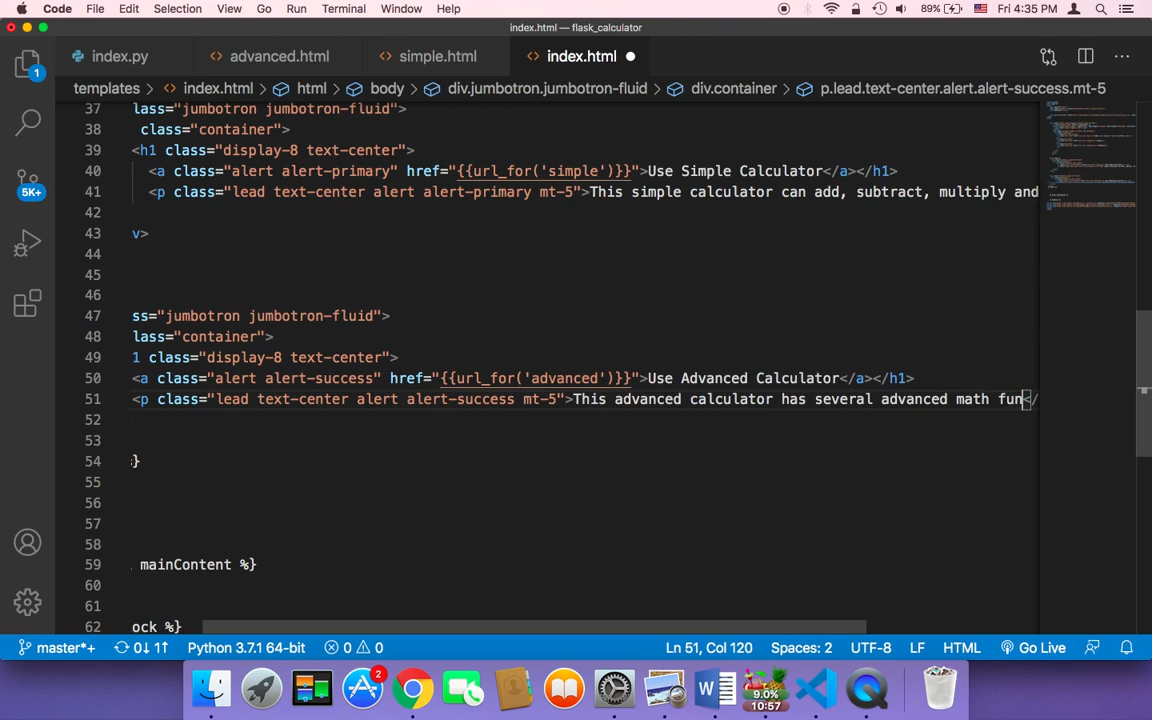 Code File Edit Selection View Go Run Terminal Window Help 89% Fri 4:35 PM
index.html — flask_calculator
index.py advanced.html simple.html index.html
templates > index.html > html > body > div.jumbotron.jumbotron-fluid > div.container > p.lead.text-center.alert.alert-success.mt-5
37 lass="jumbotron jumbotron-fluid">
38 class="container">
39 <h1 class="display-8 text-center">
40 <a class="alert alert-primary" href="{{url_for('simple')}}">Use Simple Calculator</a></h1>
41 <p class="lead text-center alert alert-primary mt-5">This simple calculator can add, subtract, multiply and
42
43 v>
44
45
46
47 ss="jumbotron jumbotron-fluid">
48 lass="container">
49 1 class="display-8 text-center">
50 <a class="alert alert-success" href="{{url_for('advanced')}}">Use Advanced Calculator</a></h1>
51 <p class="lead text-center alert alert-success mt-5">This advanced calculator has several advanced math fun</
52
53
54 }
55
56
57
58
59 mainContent %}
60
61
62 ock %}
1
5K+
master*+ 0↓ 1↑ Python 3.7.1 64-bit 0 0 Ln 51, Col 120 Spaces: 2 UTF-8 LF HTML Go Live
2
W
9.0%
10:57